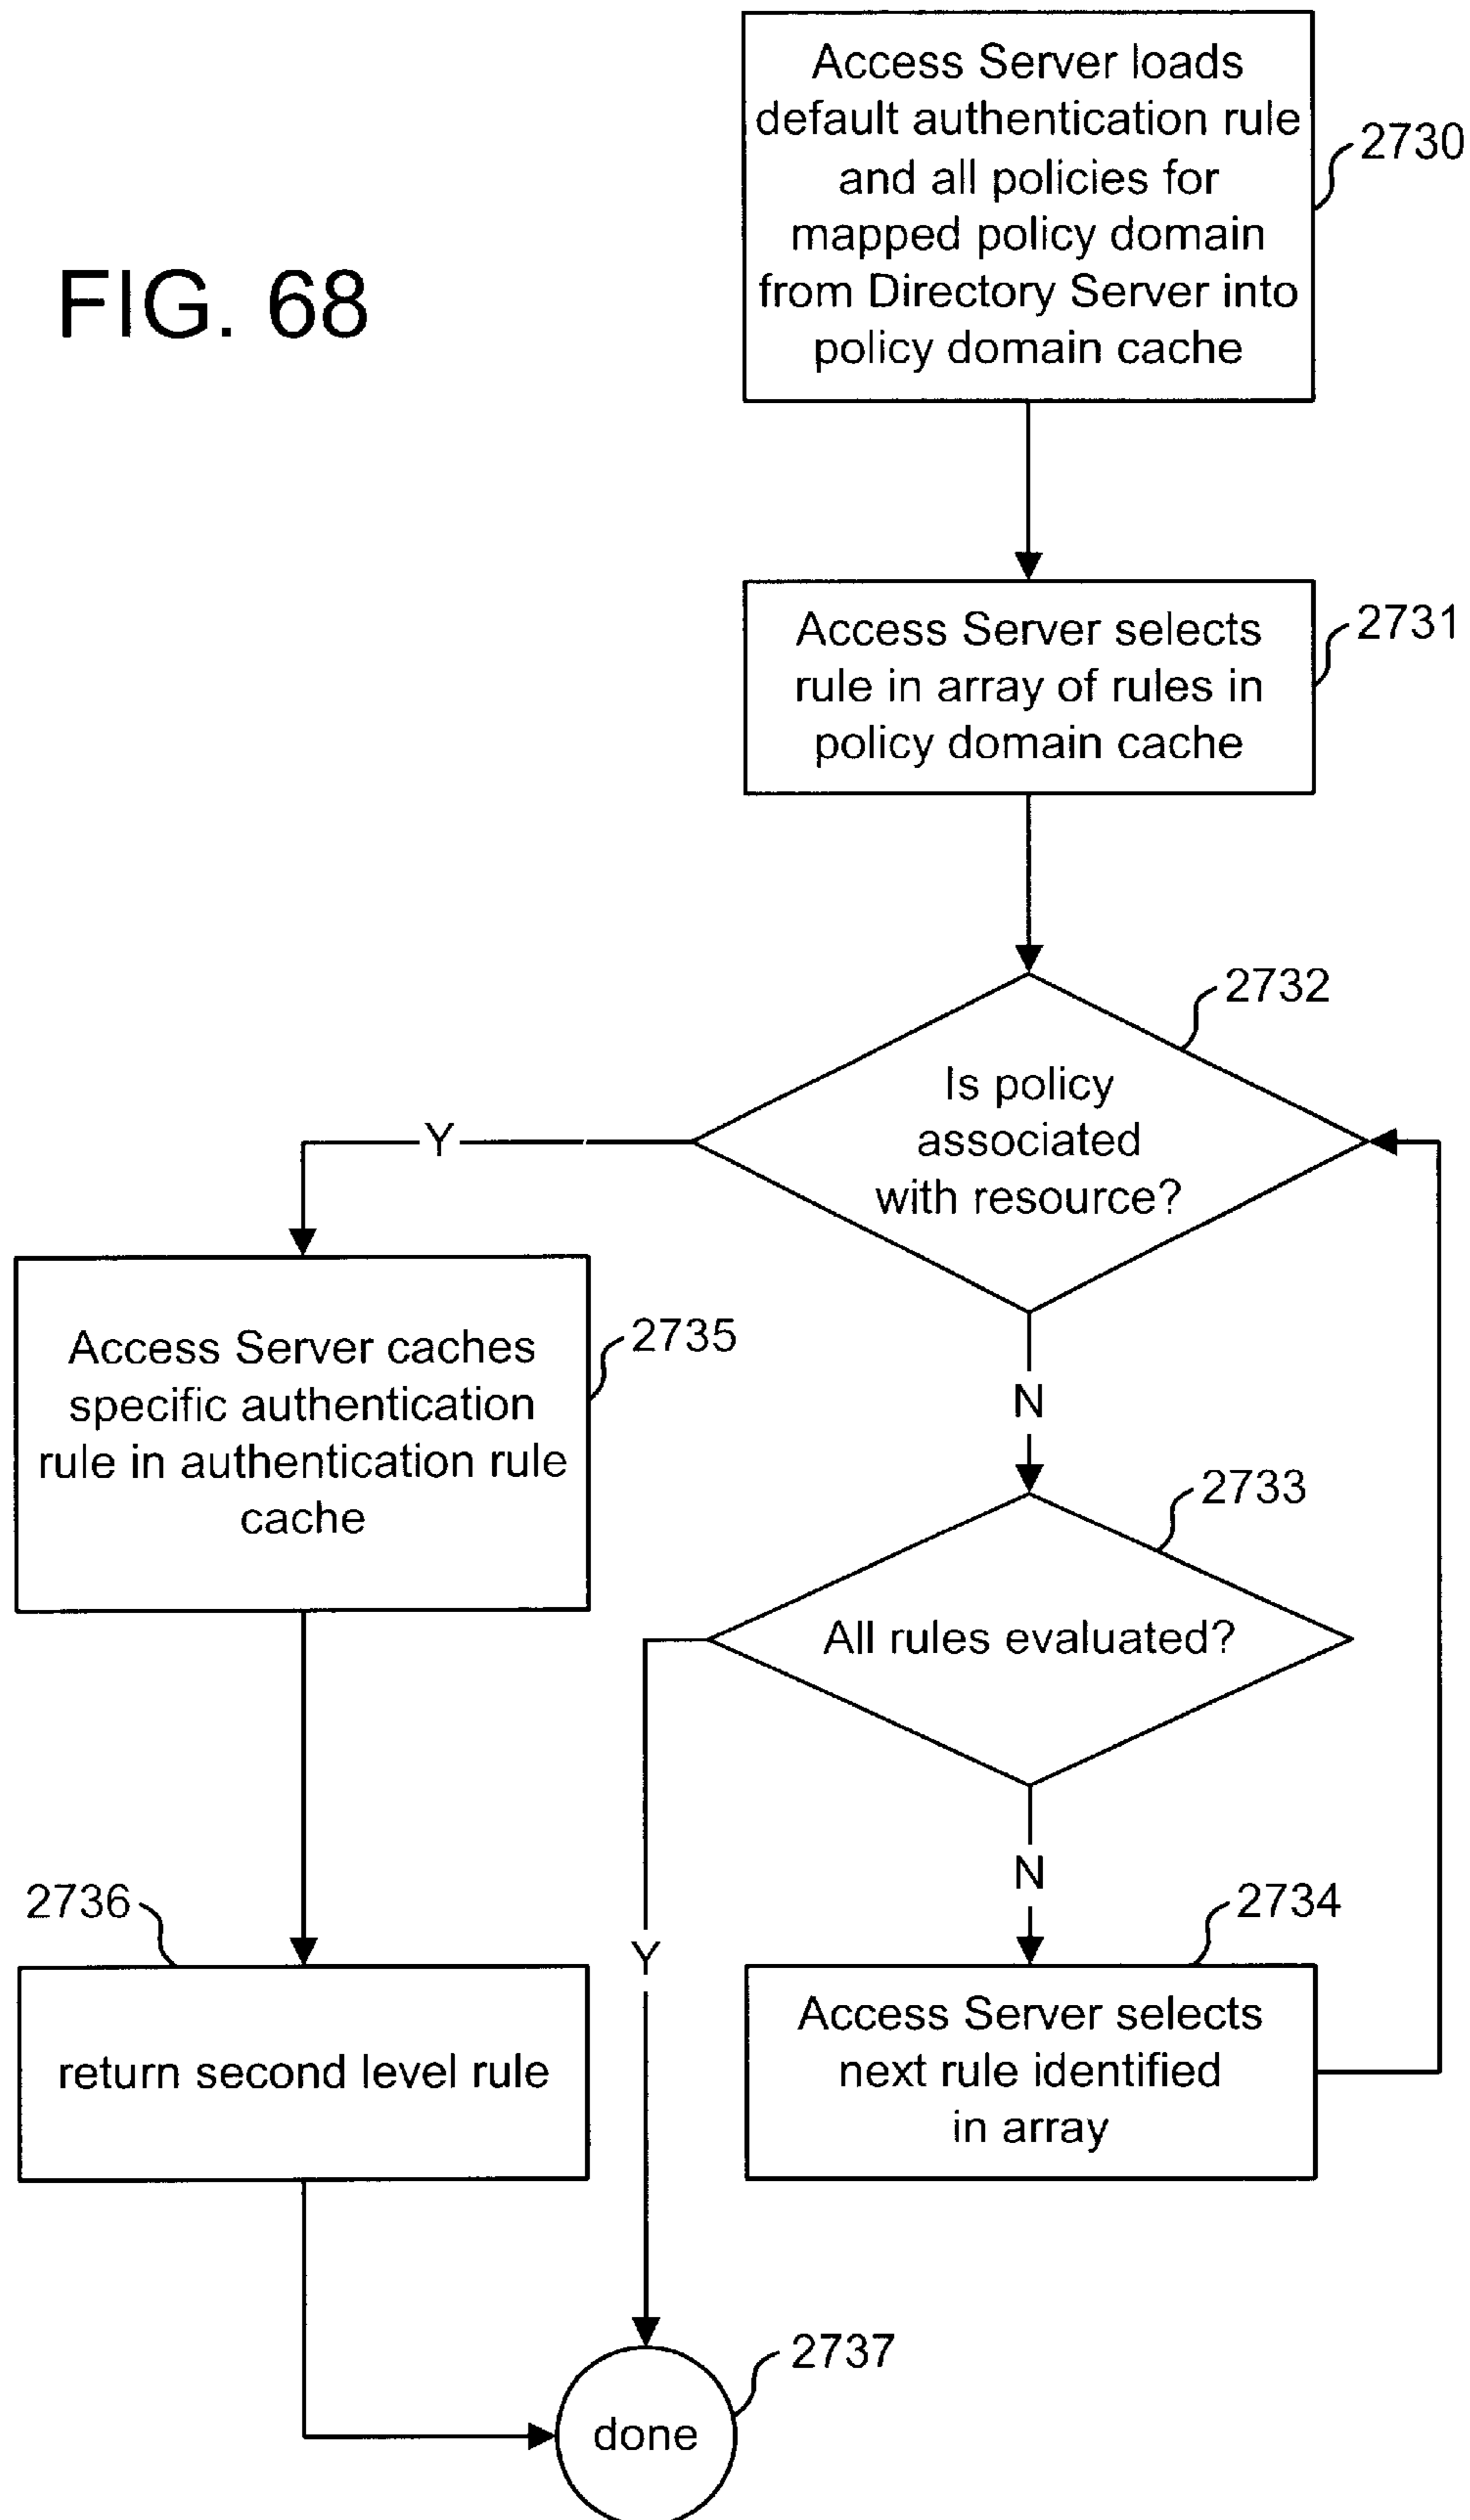 FIG. 68
Access Server loads
default authentication rule
and all policies for
mapped policy domain
from Directory Server into
policy domain cache
2730
Access Server selects
rule in array of rules in
policy domain cache
2731
2732
Is policy
associated
with resource?
Y
N
Access Server caches
specific authentication
rule in authentication rule
cache
2735
2733
All rules evaluated?
Y
N
2736
return second level rule
2734
Access Server selects
next rule identified
in array
2737
done